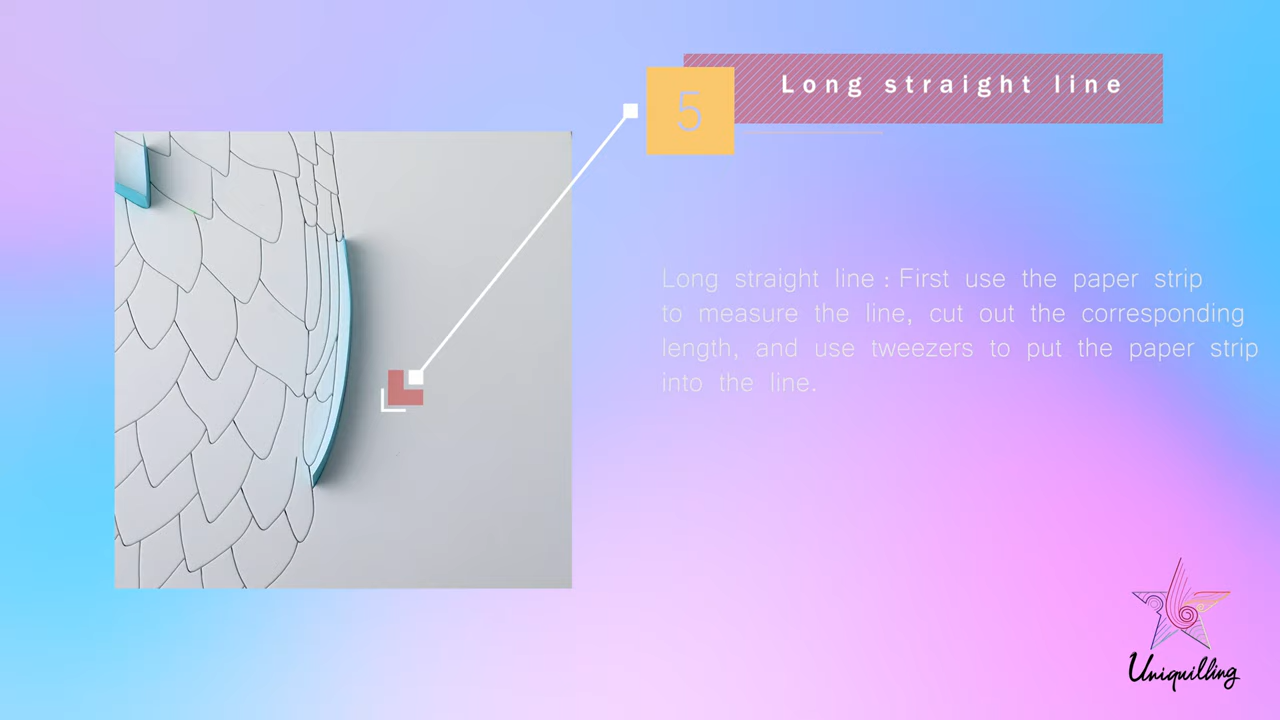 5
Long straight line
Long straight line : First use the paper strip
to measure the line, cut out the corresponding
length, and use tweezers to put the paper strip
into the line.
Uniquilling